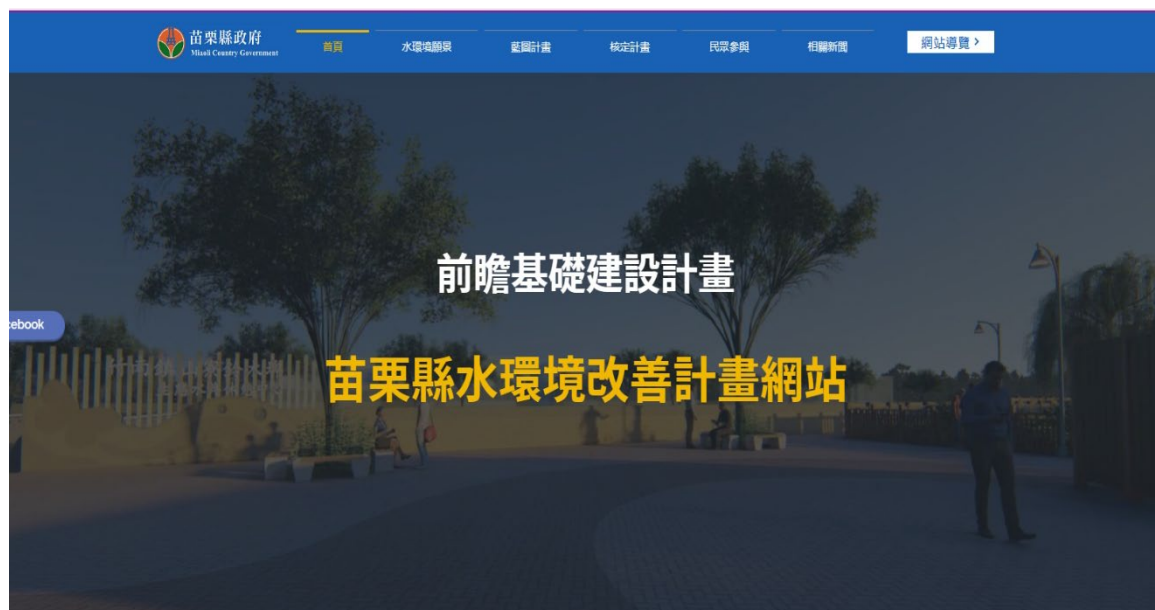 苗栗縣政府
Miaoli Country Government
首頁
水環境願景
藍圖計畫
核定計畫
民眾參與
相關新聞
網站導覽 >
前瞻基礎建設計畫
cebook
苗栗縣水環境改善計畫網站